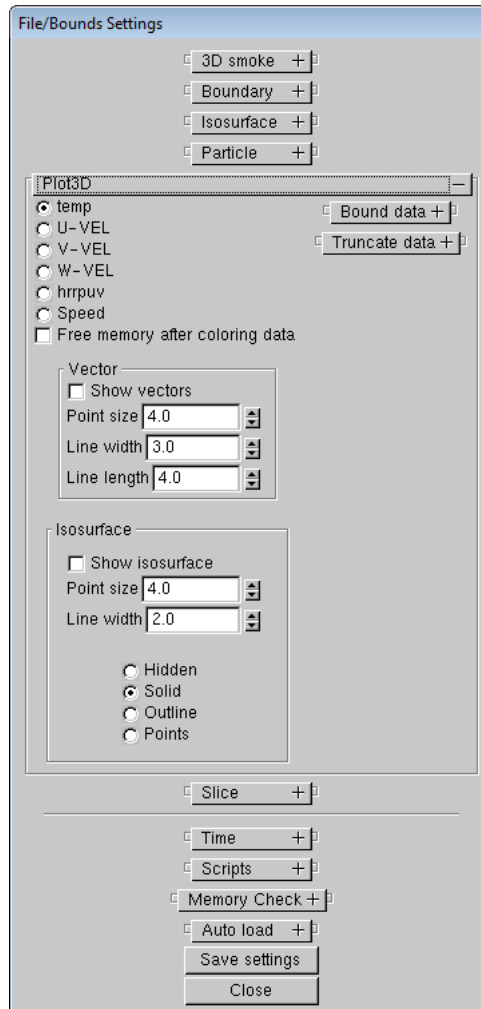 File/Bounds Settings
3D smoke +
Boundary +
Isosurface +
Particle +
Plot3D –
temp
Bound data +
U-VEL
V-VEL
Truncate data +
W-VEL
hrrpuv
Speed
Free memory after coloring data
Vector
Show vectors
Point size 4.0
Line width 3.0
Line length 4.0
Isosurface
Show isosurface
Point size 4.0
Line width 2.0
Hidden
Solid
Outline
Points
Slice +
Time +
Scripts +
Memory Check +
Auto load +
Save settings
Close